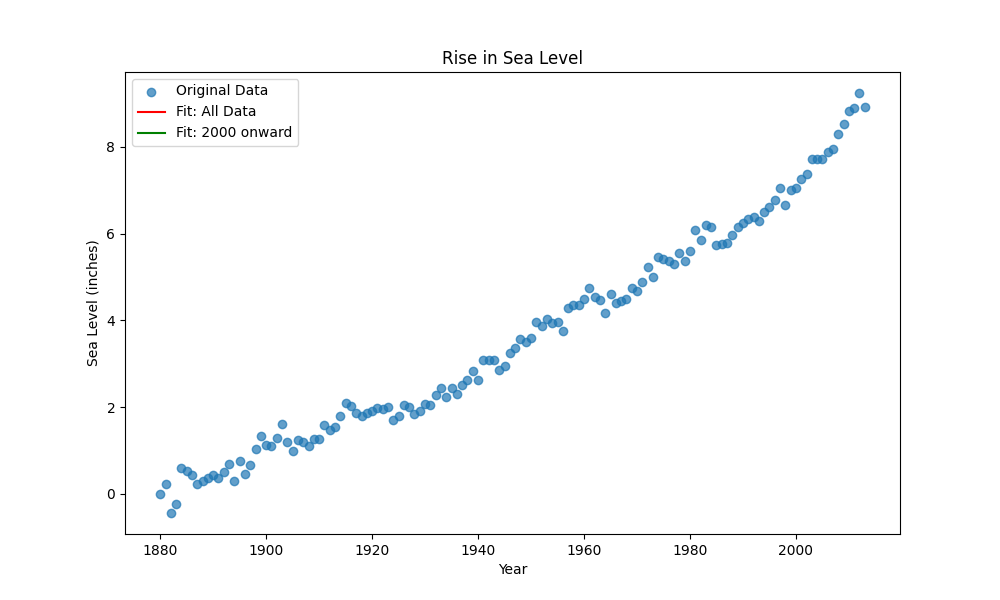 Rise in Sea Level
Original Data
Fit: All Data
Fit: 2000 onward
8
6
4
2
0
Sea Level (inches)
1880 1900 1920 1940 1960 1980 2000
Year